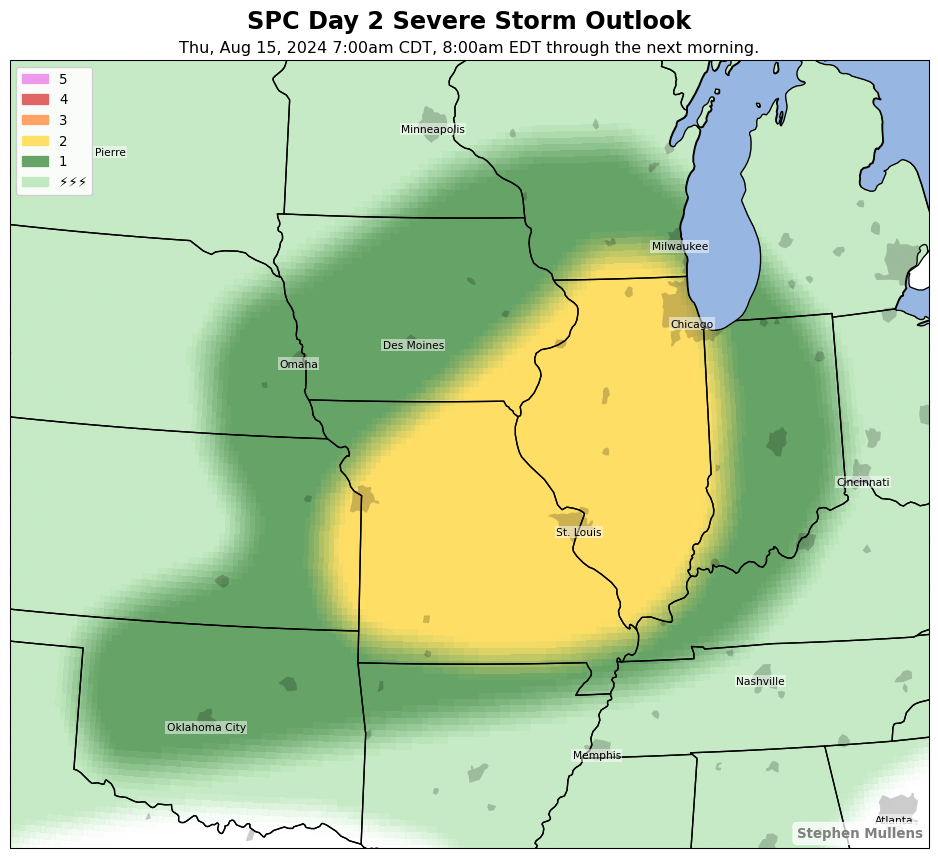 SPC Day 2 Severe Storm Outlook
Thu, Aug 15, 2024 7:00am CDT, 8:00am EDT through the next morning.
5
4
3
2
1
⚡⚡⚡
Pierre
Minneapolis
Milwaukee
Chicago
Des Moines
Omaha
Cincinnati
St. Louis
Nashville
Oklahoma City
Memphis
Atlanta
Stephen Mullens